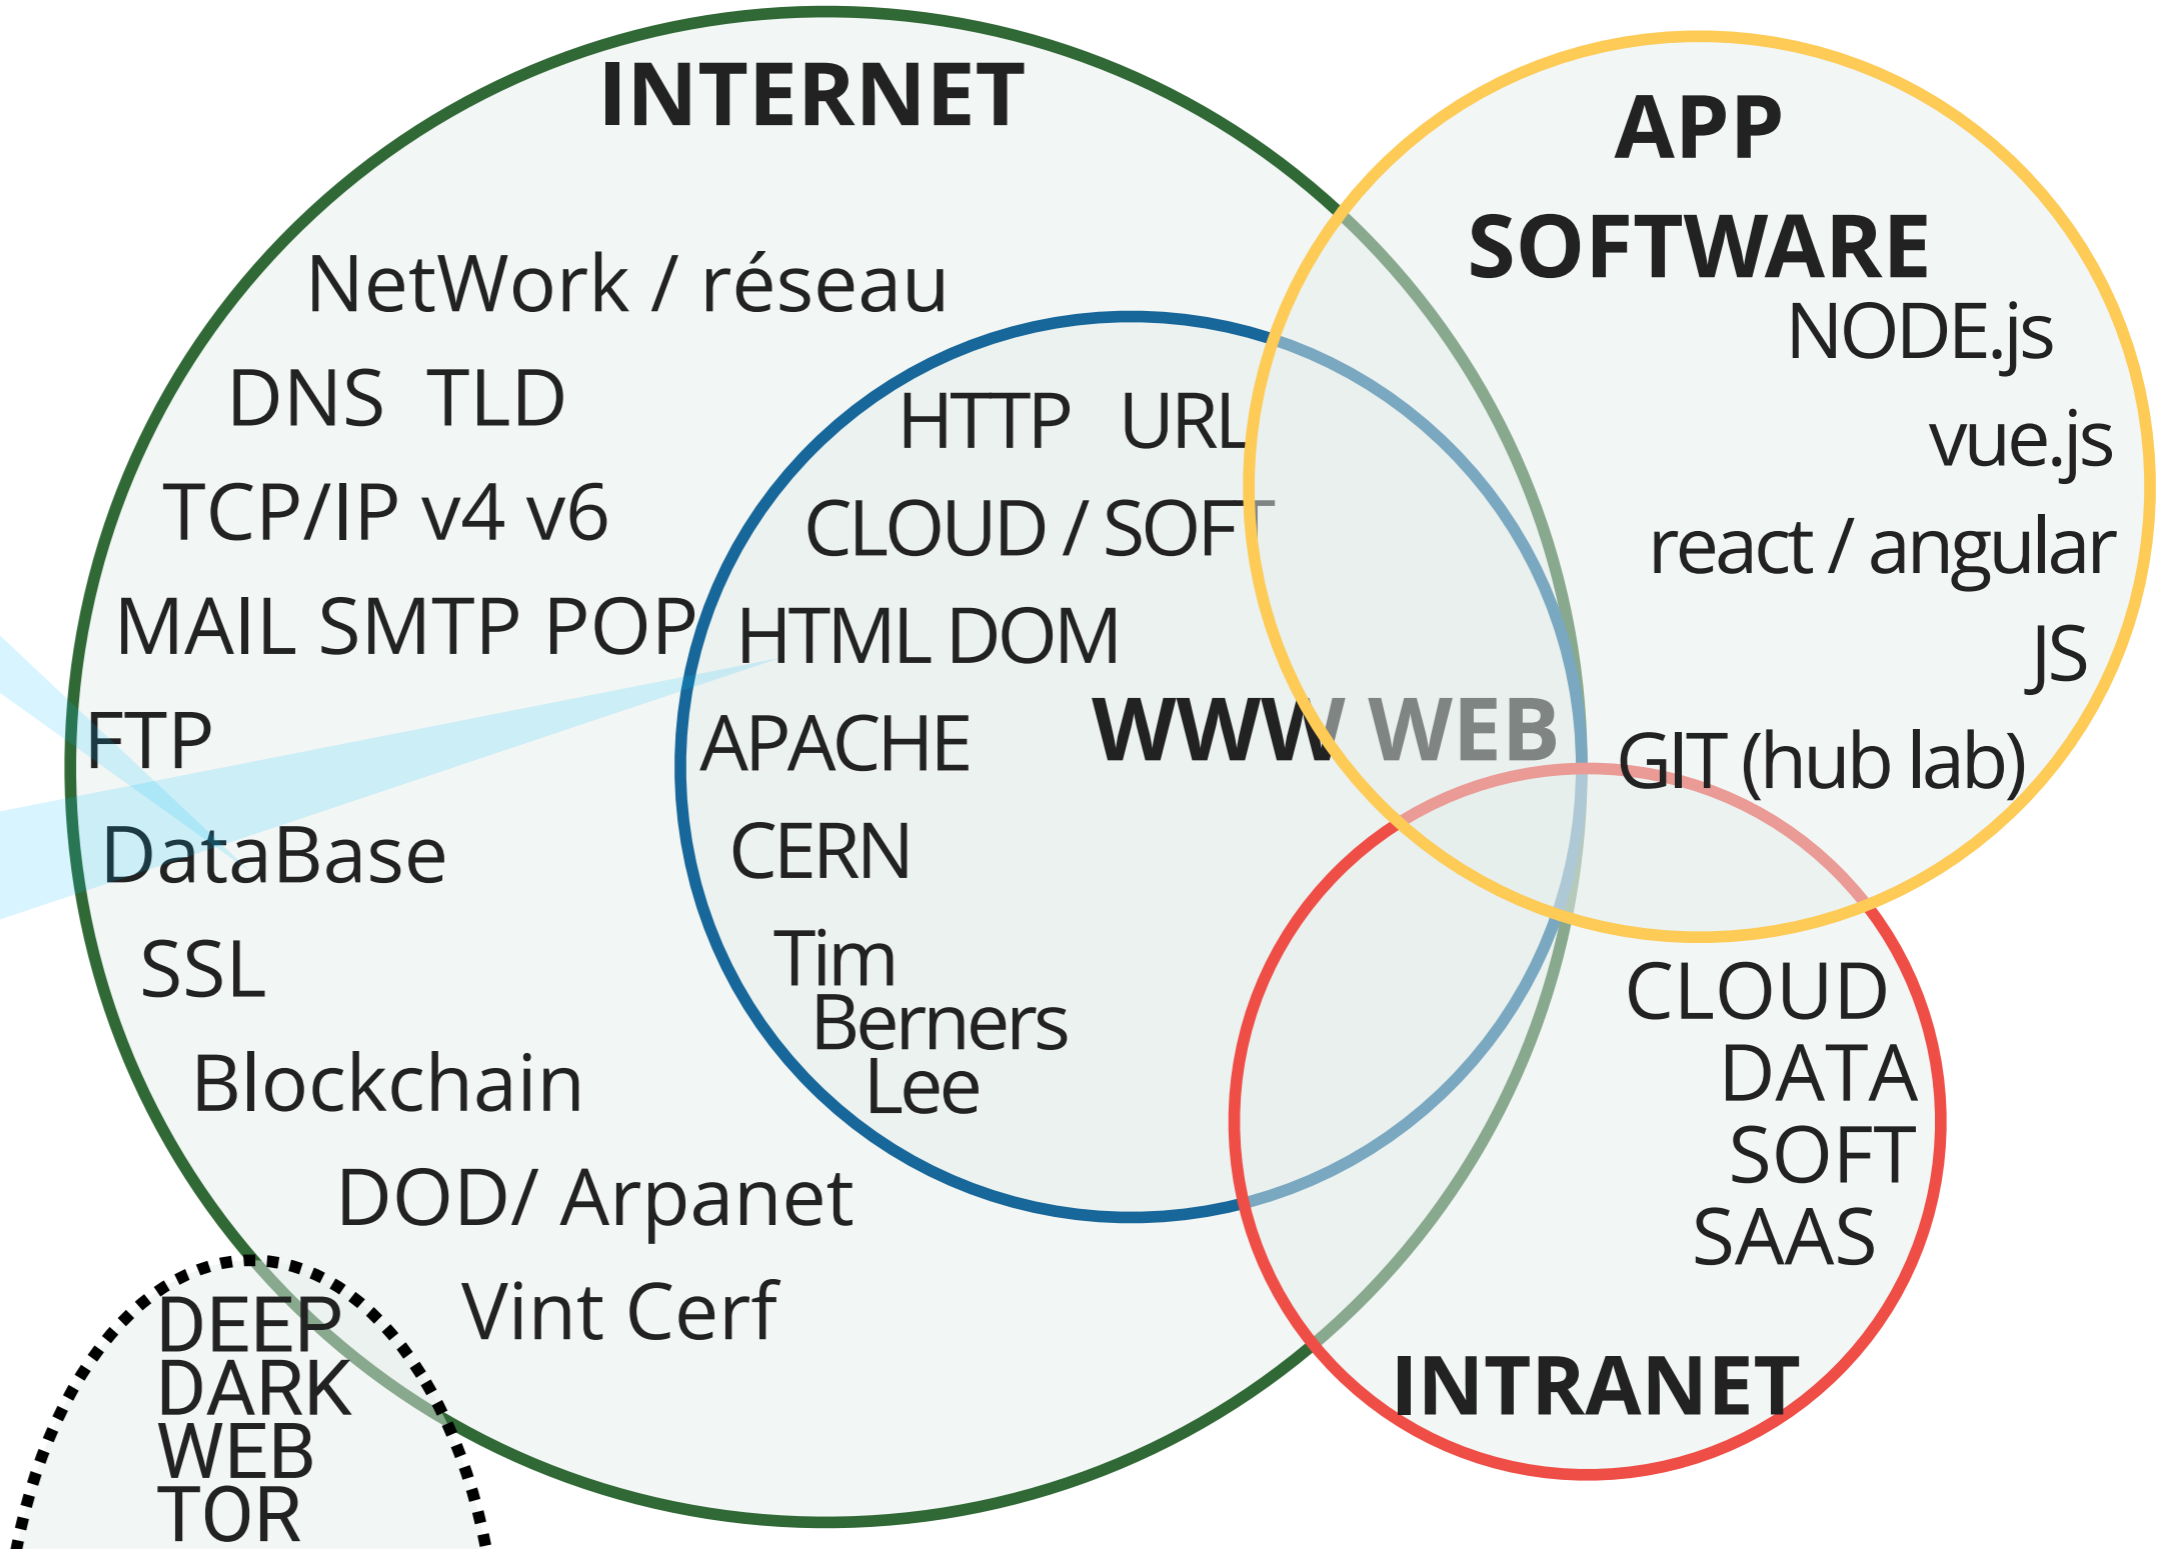 INTERNET
NetWork / réseau
DNS TLD
TCP/IP v4 v6
MAIL SMTP POP
FTP
DataBase
SSL
Blockchain
DOD/ Arpanet
Vint Cerf
DEEP
DARK
WEB
TOR
HTTP URL
CLOUD / SOFT
HTML DOM
WWW WEB
APACHE
CERN
Tim
Berners
Lee
APP
SOFTWARE
NODE.js
vue.js
react / angular
JS
GIT (hub lab)
CLOUD
DATA
SOFT
SAAS
INTRANET